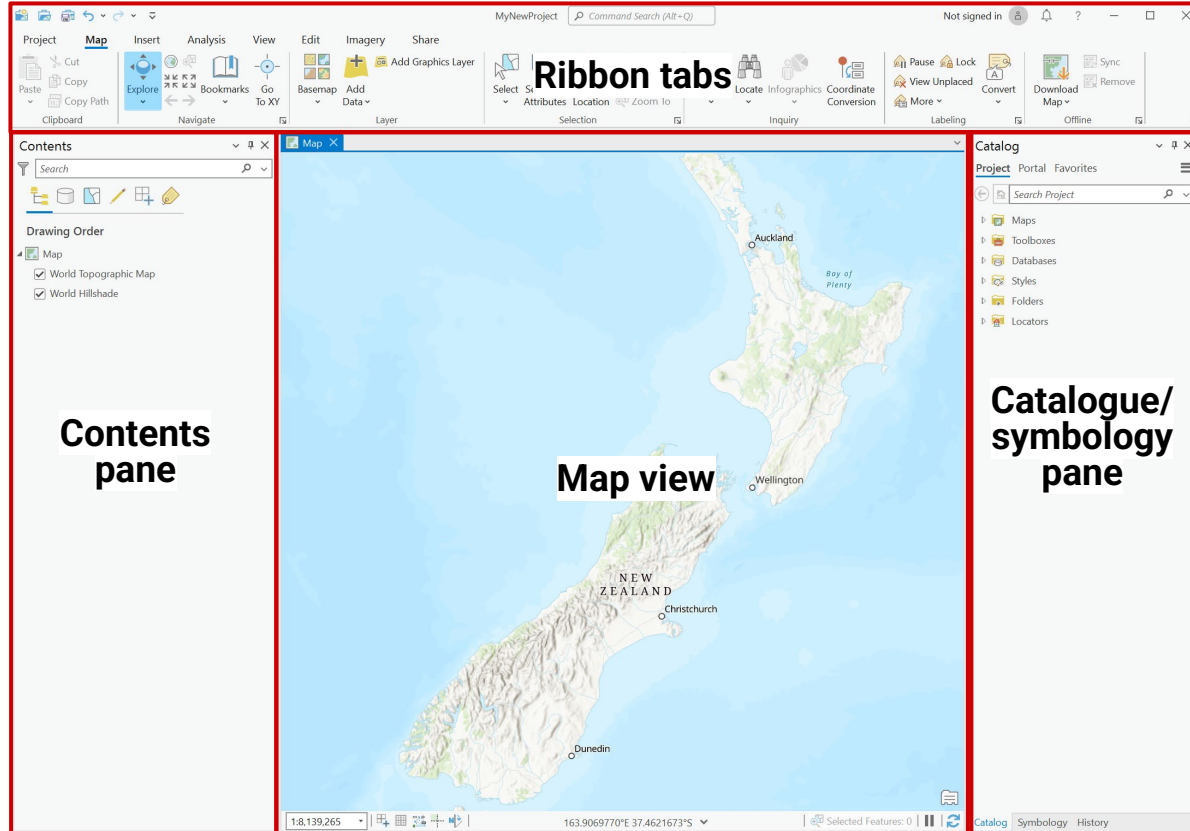 MyNewProject
Command Search (Alt+Q)
Not signed in
?
Project Map Insert Analysis View Edit Imagery Share
Ribbon tabs
Paste
Cut
Copy
Copy Path
Clipboard
Explore
Bookmarks
Go
To XY
Navigate
Basemap
Add
Data
Add Graphics Layer
Layer
Select
Attributes
Location
Zoom To
Selection
Locate
Infographics
Coordinate
Conversion
Inquiry
Pause
Lock
View Unplaced
More
Convert
Labeling
Download
Map
Sync
Remove
Offline
Contents
Search
Drawing Order
Map
World Topographic Map
World Hillshade
Contents
pane
Map
Auckland
Bay of
Plenty
Map view
Wellington
NEW
ZEALAND
Christchurch
Dunedin
1:8,139,265
163.9069770°E 37.4621673°S
Selected Features: 0
Catalog
Project Portal Favorites
Search Project
Maps
Toolboxes
Databases
Styles
Folders
Locators
Catalogue/
symbology
pane
Catalog Symbology History